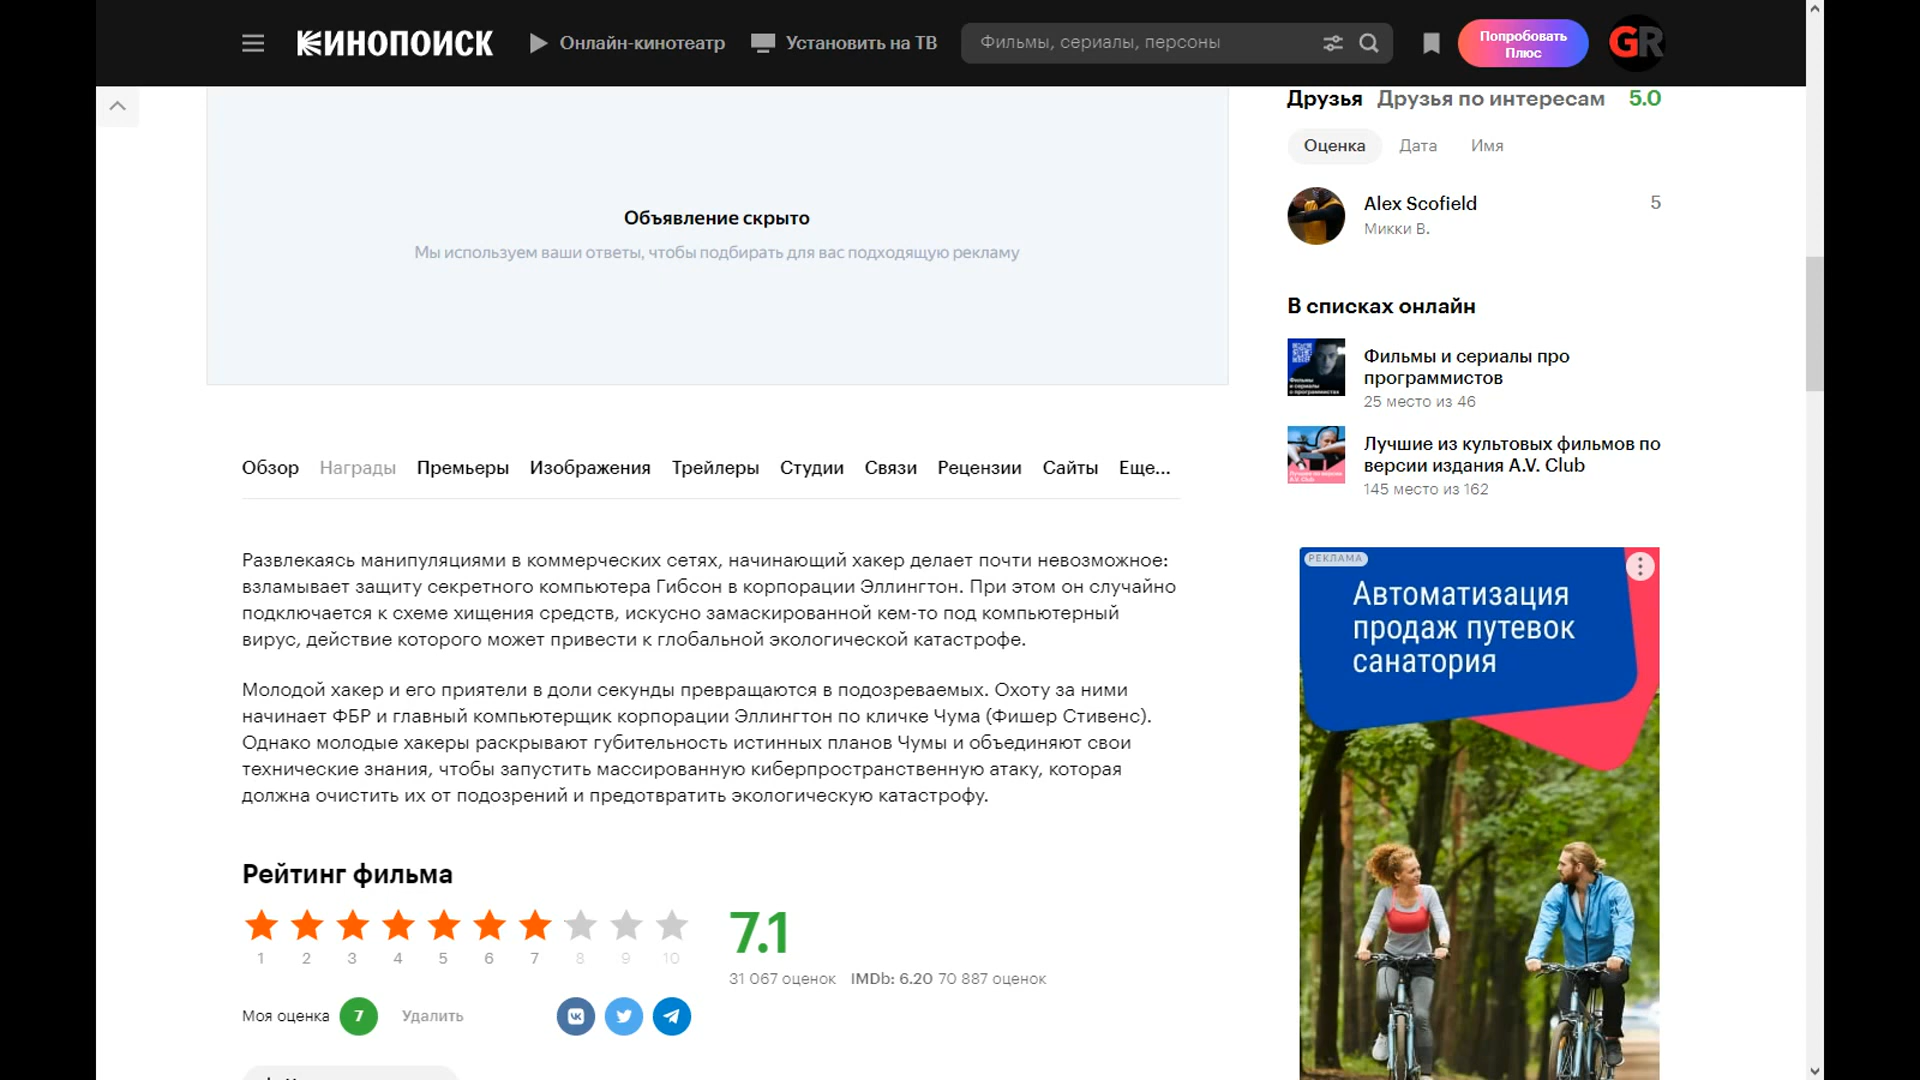 КИНОПОИСК
Онлайн-кинотеатр
Установить на ТВ
Фильмы, сериалы, персоны
Попробовать
Плюс
GR
Объявление скрыто
Мы используем ваши ответы, чтобы подбирать для вас подходящую рекламу
Обзор Награды Премьеры Изображения Трейлеры Студии Связи Рецензии Сайты Еще...
Развлекаясь манипуляциями в коммерческих сетях, начинающий хакер делает почти невозможное:
взламывает защиту секретного компьютера Гибсон в корпорации Эллингтон. При этом он случайно
подключается к схеме хищения средств, искусно замаскированной кем-то под компьютерный
вирус, действие которого может привести к глобальной экологической катастрофе.
Молодой хакер и его приятели в доли секунды превращаются в подозреваемых. Охоту за ними
начинает ФБР и главный компьютерщик корпорации Эллингтон по кличке Чума (Фишер Стивенс).
Однако молодые хакеры раскрывают губительность истинных планов Чумы и объединяют свои
технические знания, чтобы запустить массированную киберпространственную атаку, которая
должна очистить их от подозрений и предотвратить экологическую катастрофу.
Рейтинг фильма
1 2 3 4 5 6 7 8 9 10
7.1
31 067 оценок IMDb: 6.20 70 887 оценок
Моя оценка 7 Удалить
Друзья Друзья по интересам 5.0
Оценка Дата Имя
Alex Scofield 5
Микки В.
В списках онлайн
Фильмы и сериалы про
программистов
25 место из 46
Лучшие из культовых фильмов по
версии издания A.V. Club
145 место из 162
РЕКЛАМА
Автоматизация
продаж путевок
санатория